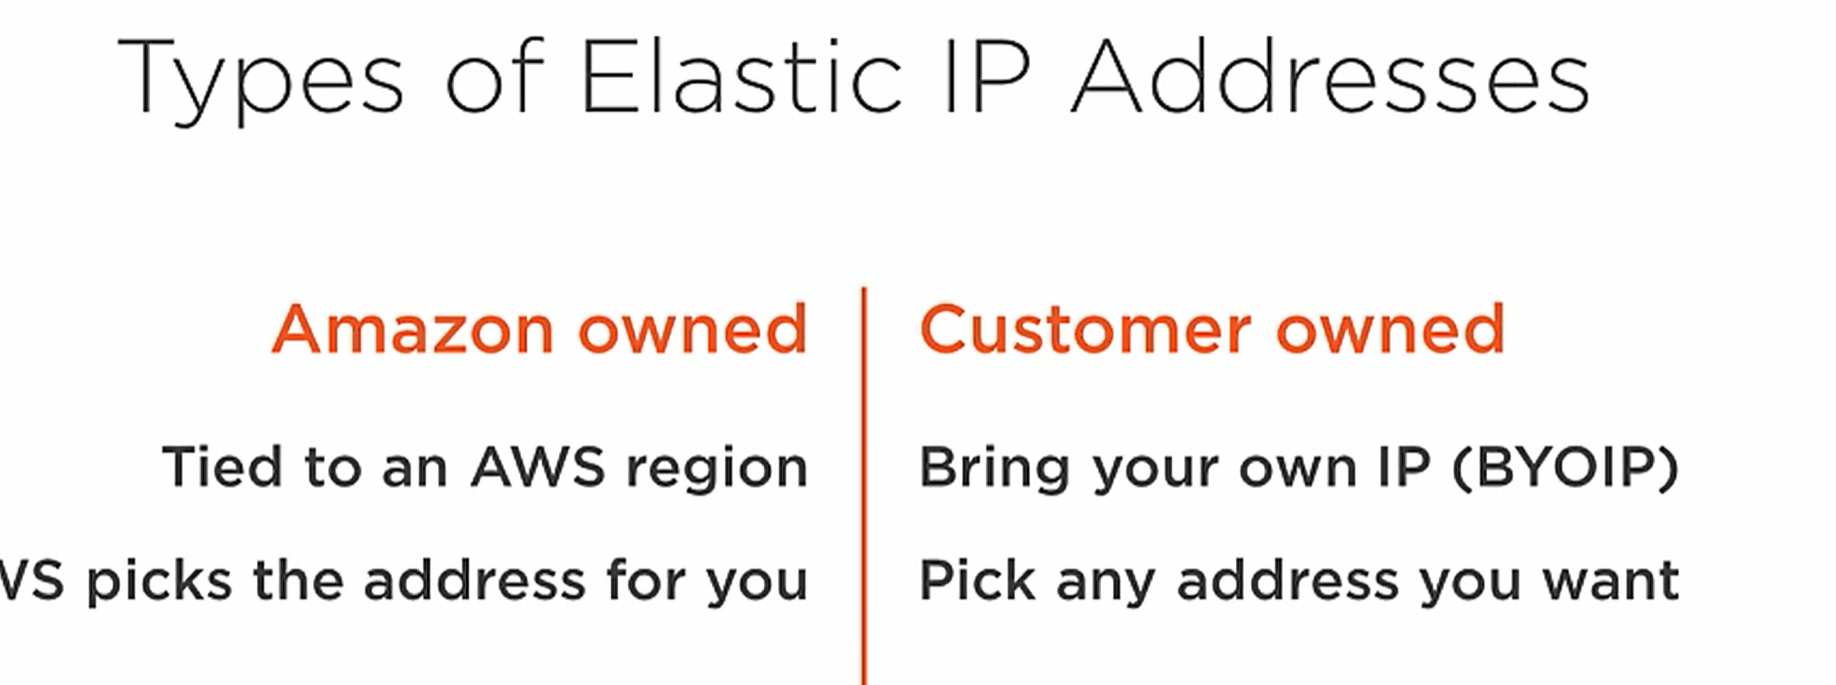 Types of Elastic IP Addresses
Amazon owned
Tied to an AWS region
picks the address for you
Customer owned
Bring your own IP (BYOIP)
Pick any address you want